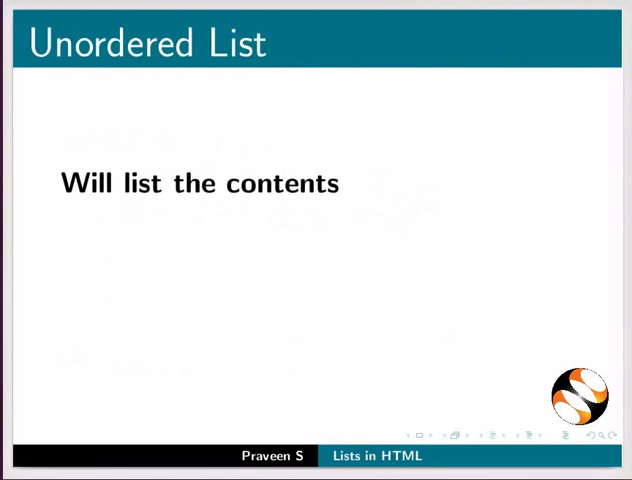 Unordered List
Will list the contents
Praveen S
Lists in HTML